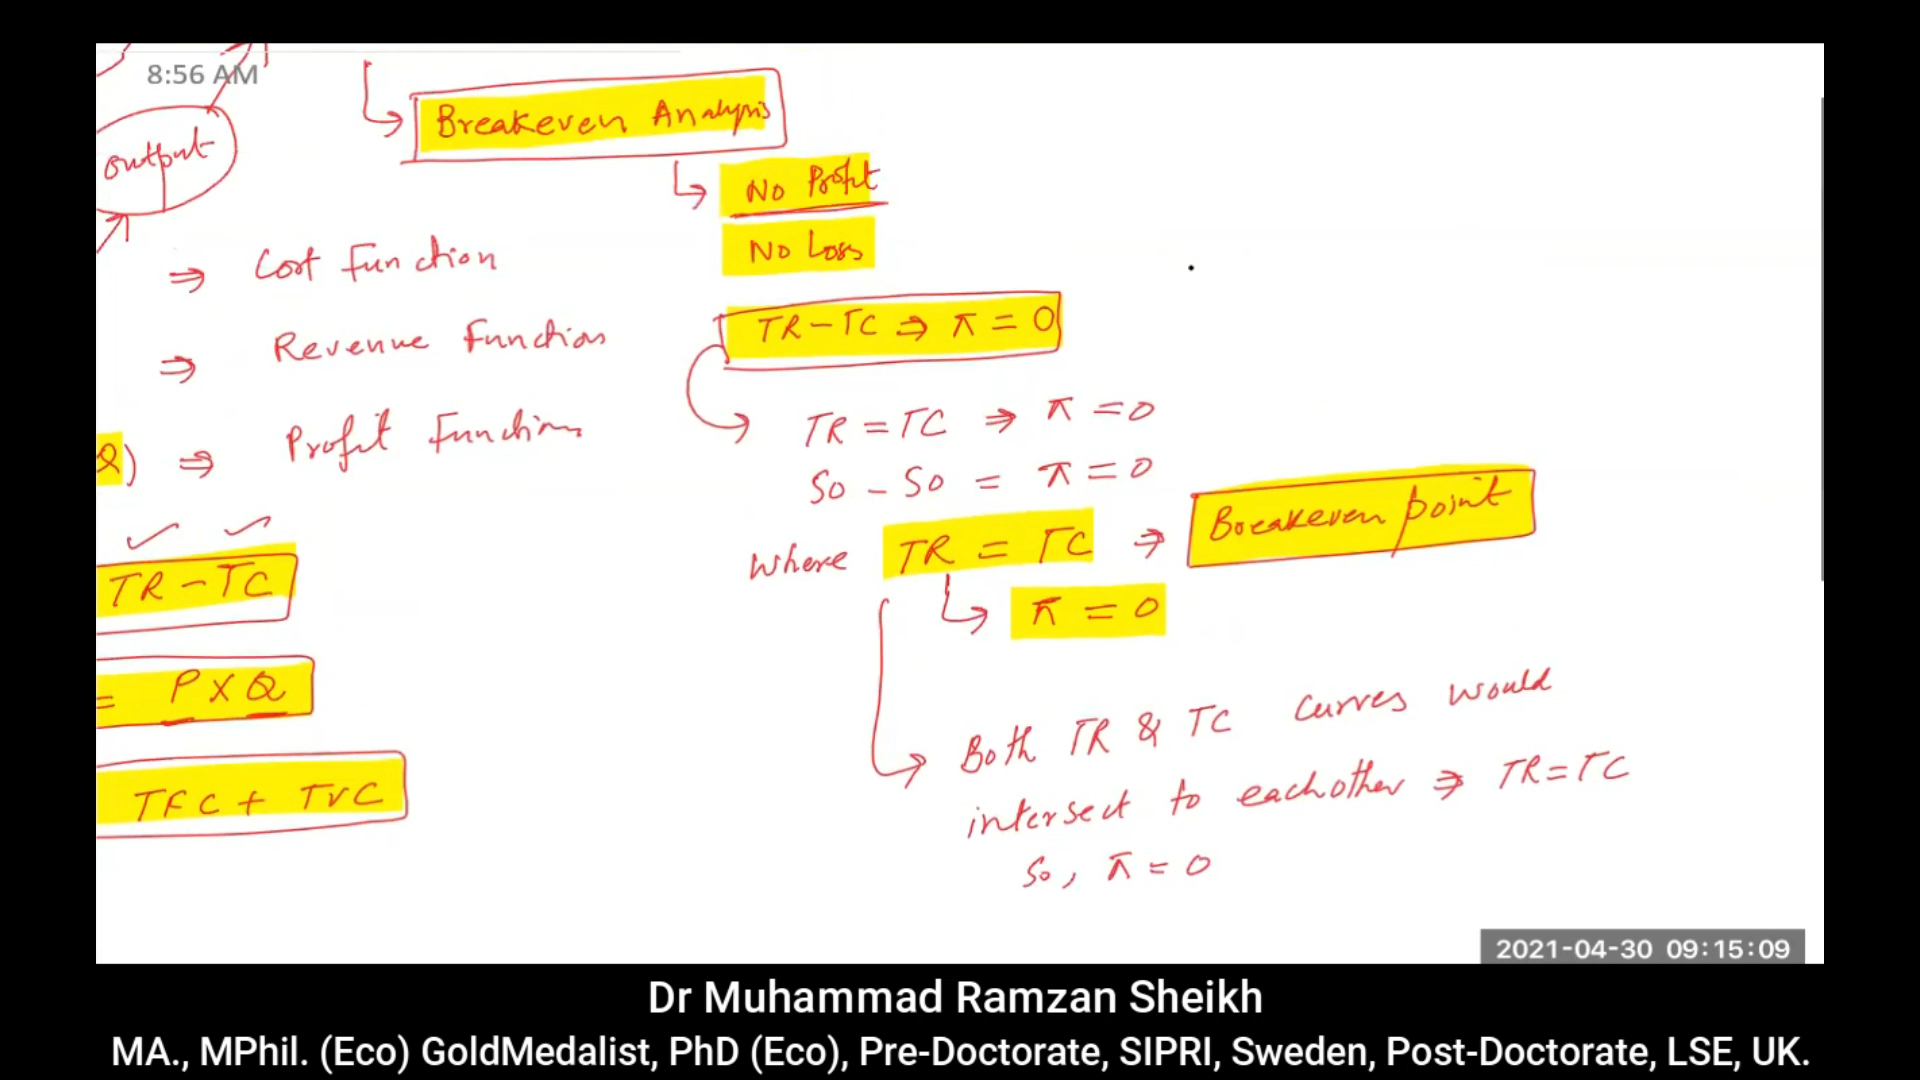 8:56 AM
Breakeven Analysis
output
No Profit
No Loss
⇒ Cost Function
TR – TC ⇒ π = 0
⇒ Revenue Function
TR = TC ⇒ π = 0
Q) ⇒ Profit Function
50 – 50 = π = 0
Where TR = TC ⇒ Breakeven point
TR – TC
π = 0
= P X Q
Both TR & TC Curves would
TFC + TVC
intersect to eachother ⇒ TR = TC
So, π = 0
2021-04-30 09:15:09
Dr Muhammad Ramzan Sheikh
MA., MPhil. (Eco) GoldMedalist, PhD (Eco), Pre-Doctorate, SIPRI, Sweden, Post-Doctorate, LSE, UK.